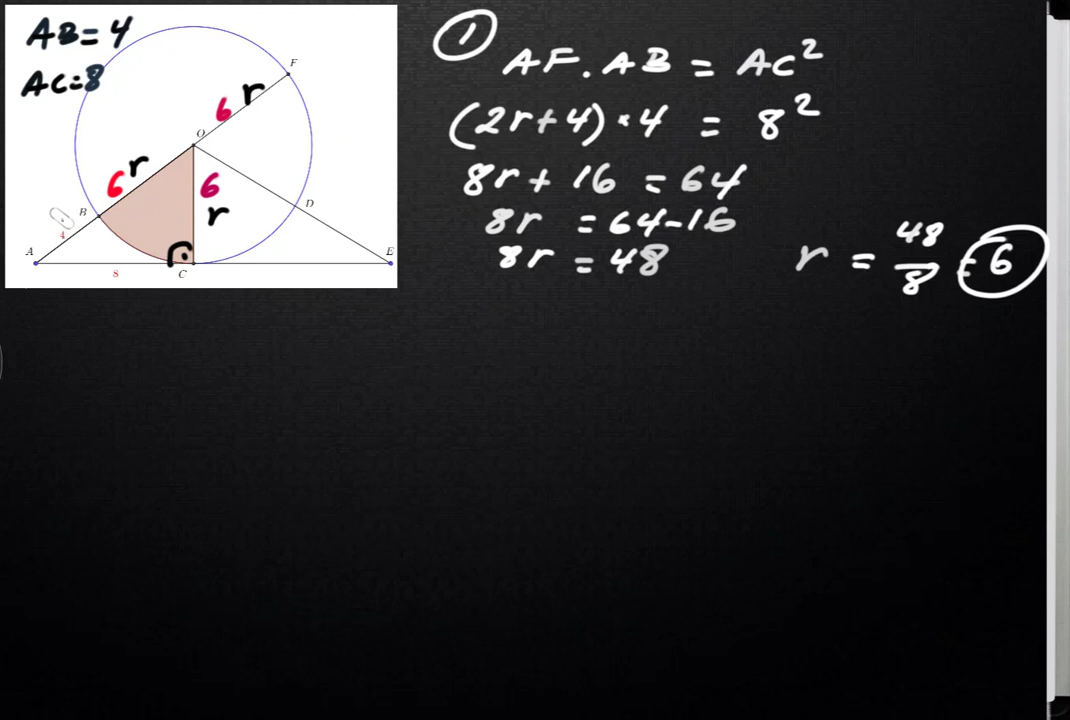 AB = 4
AC = 8
F
6 r
O
6 r
6
r
B
D
4
A
E
8
C
①
AF . AB = AC²
(2r+4) × 4 = 8²
8r + 16 = 64
8r = 64-16
8r = 48
r = 48/8 = 6